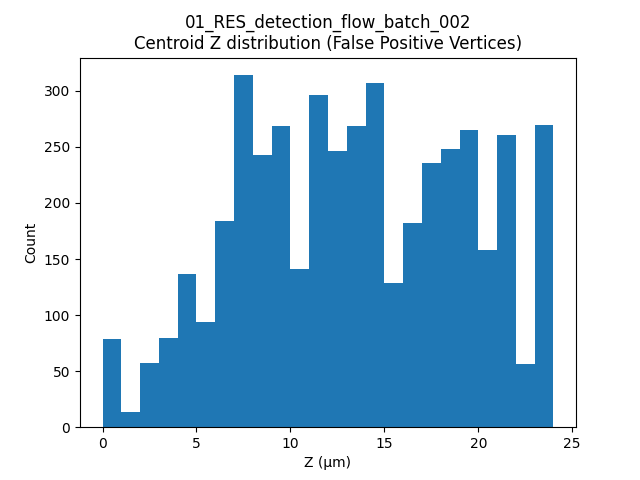 01_RES_detection_flow_batch_002
Centroid Z distribution (False Positive Vertices)
300
250
200
150
100
50
0
Count
0 5 10 15 20 25
Z (µm)